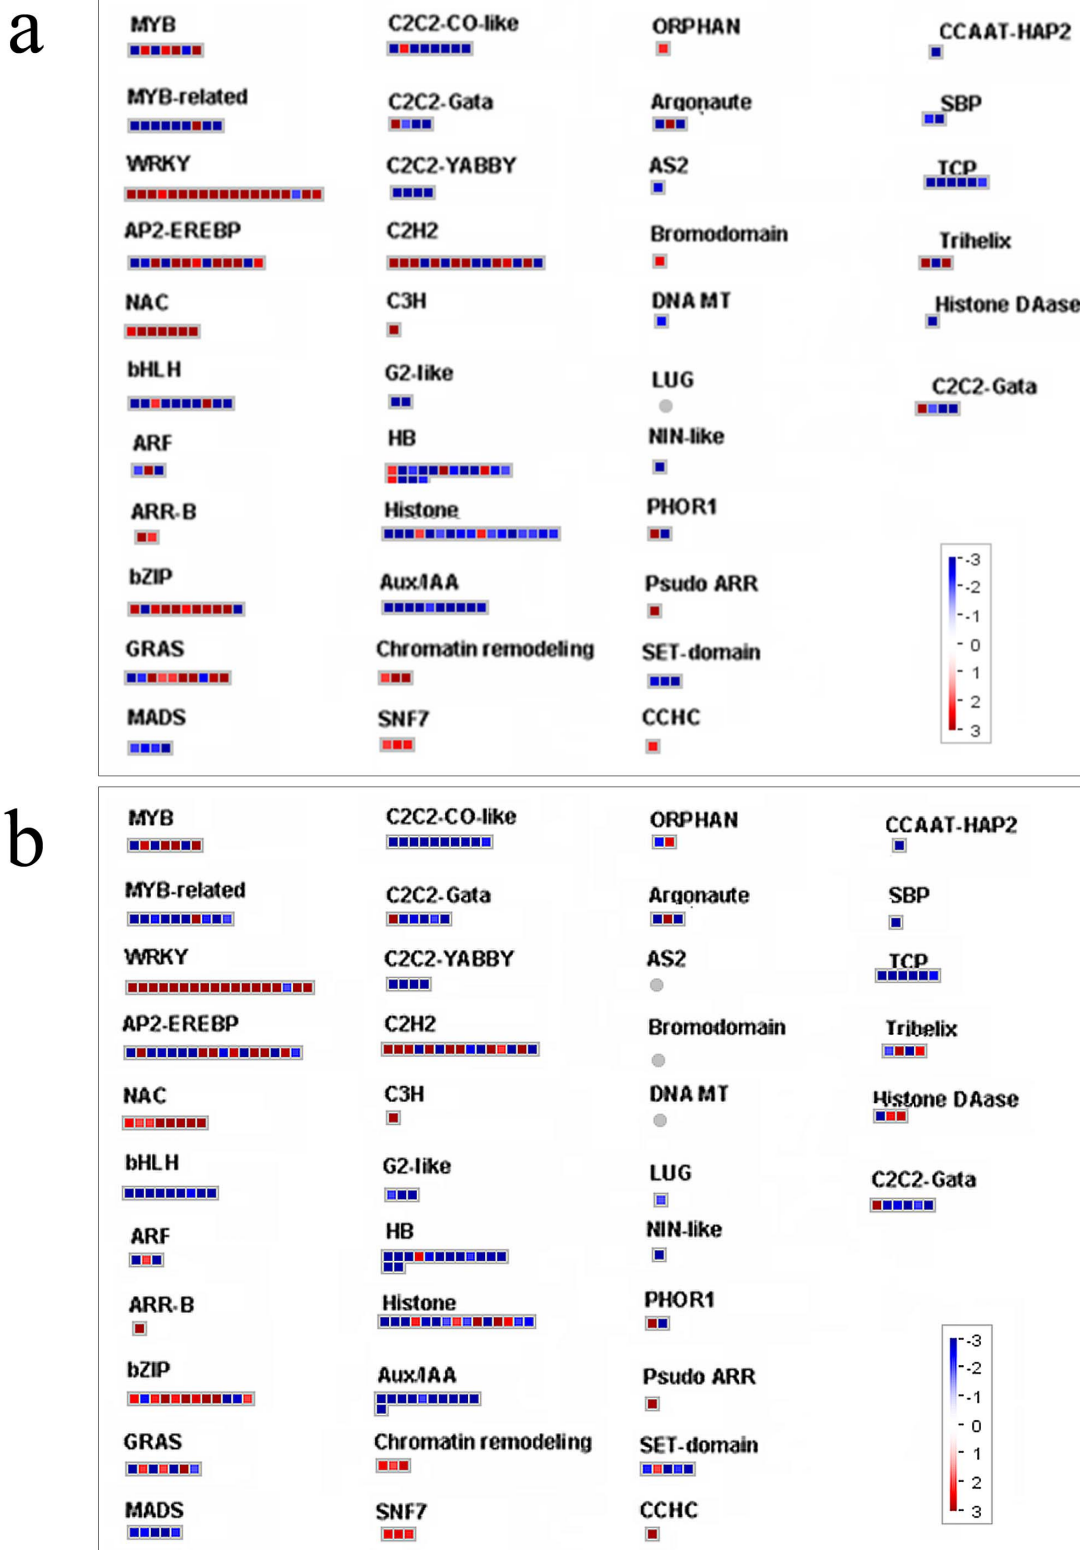 a
MYB
C2C2-CO-like
ORPHAN
CCAAT-HAP2
MYB-related
C2C2-Gata
Argonaute
SBP
WRKY
C2C2-YABBY
AS2
TCP
AP2-EREBP
C2H2
Bromodomain
Trihelix
NAC
C3H
DNA MT
Histone DAase
bHLH
G2-like
LUG
C2C2-Gata
ARF
HB
NIN-like
ARR-B
Histone
PHOR1
bZIP
Aux/IAA
Psudo ARR
GRAS
Chromatin remodeling
SET-domain
MADS
SNF7
CCHC
-3
-2
-1
0
1
2
3
b
MYB
C2C2-CO-like
ORPHAN
CCAAT-HAP2
MYB-related
C2C2-Gata
Argonaute
SBP
WRKY
C2C2-YABBY
AS2
TCP
AP2-EREBP
C2H2
Bromodomain
Trihelix
NAC
C3H
DNA MT
Histone DAase
bHLH
G2-like
LUG
C2C2-Gata
ARF
HB
NIN-like
ARR-B
Histone
PHOR1
bZIP
Aux/IAA
Psudo ARR
GRAS
Chromatin remodeling
SET-domain
MADS
SNF7
CCHC
-3
-2
-1
0
1
2
3